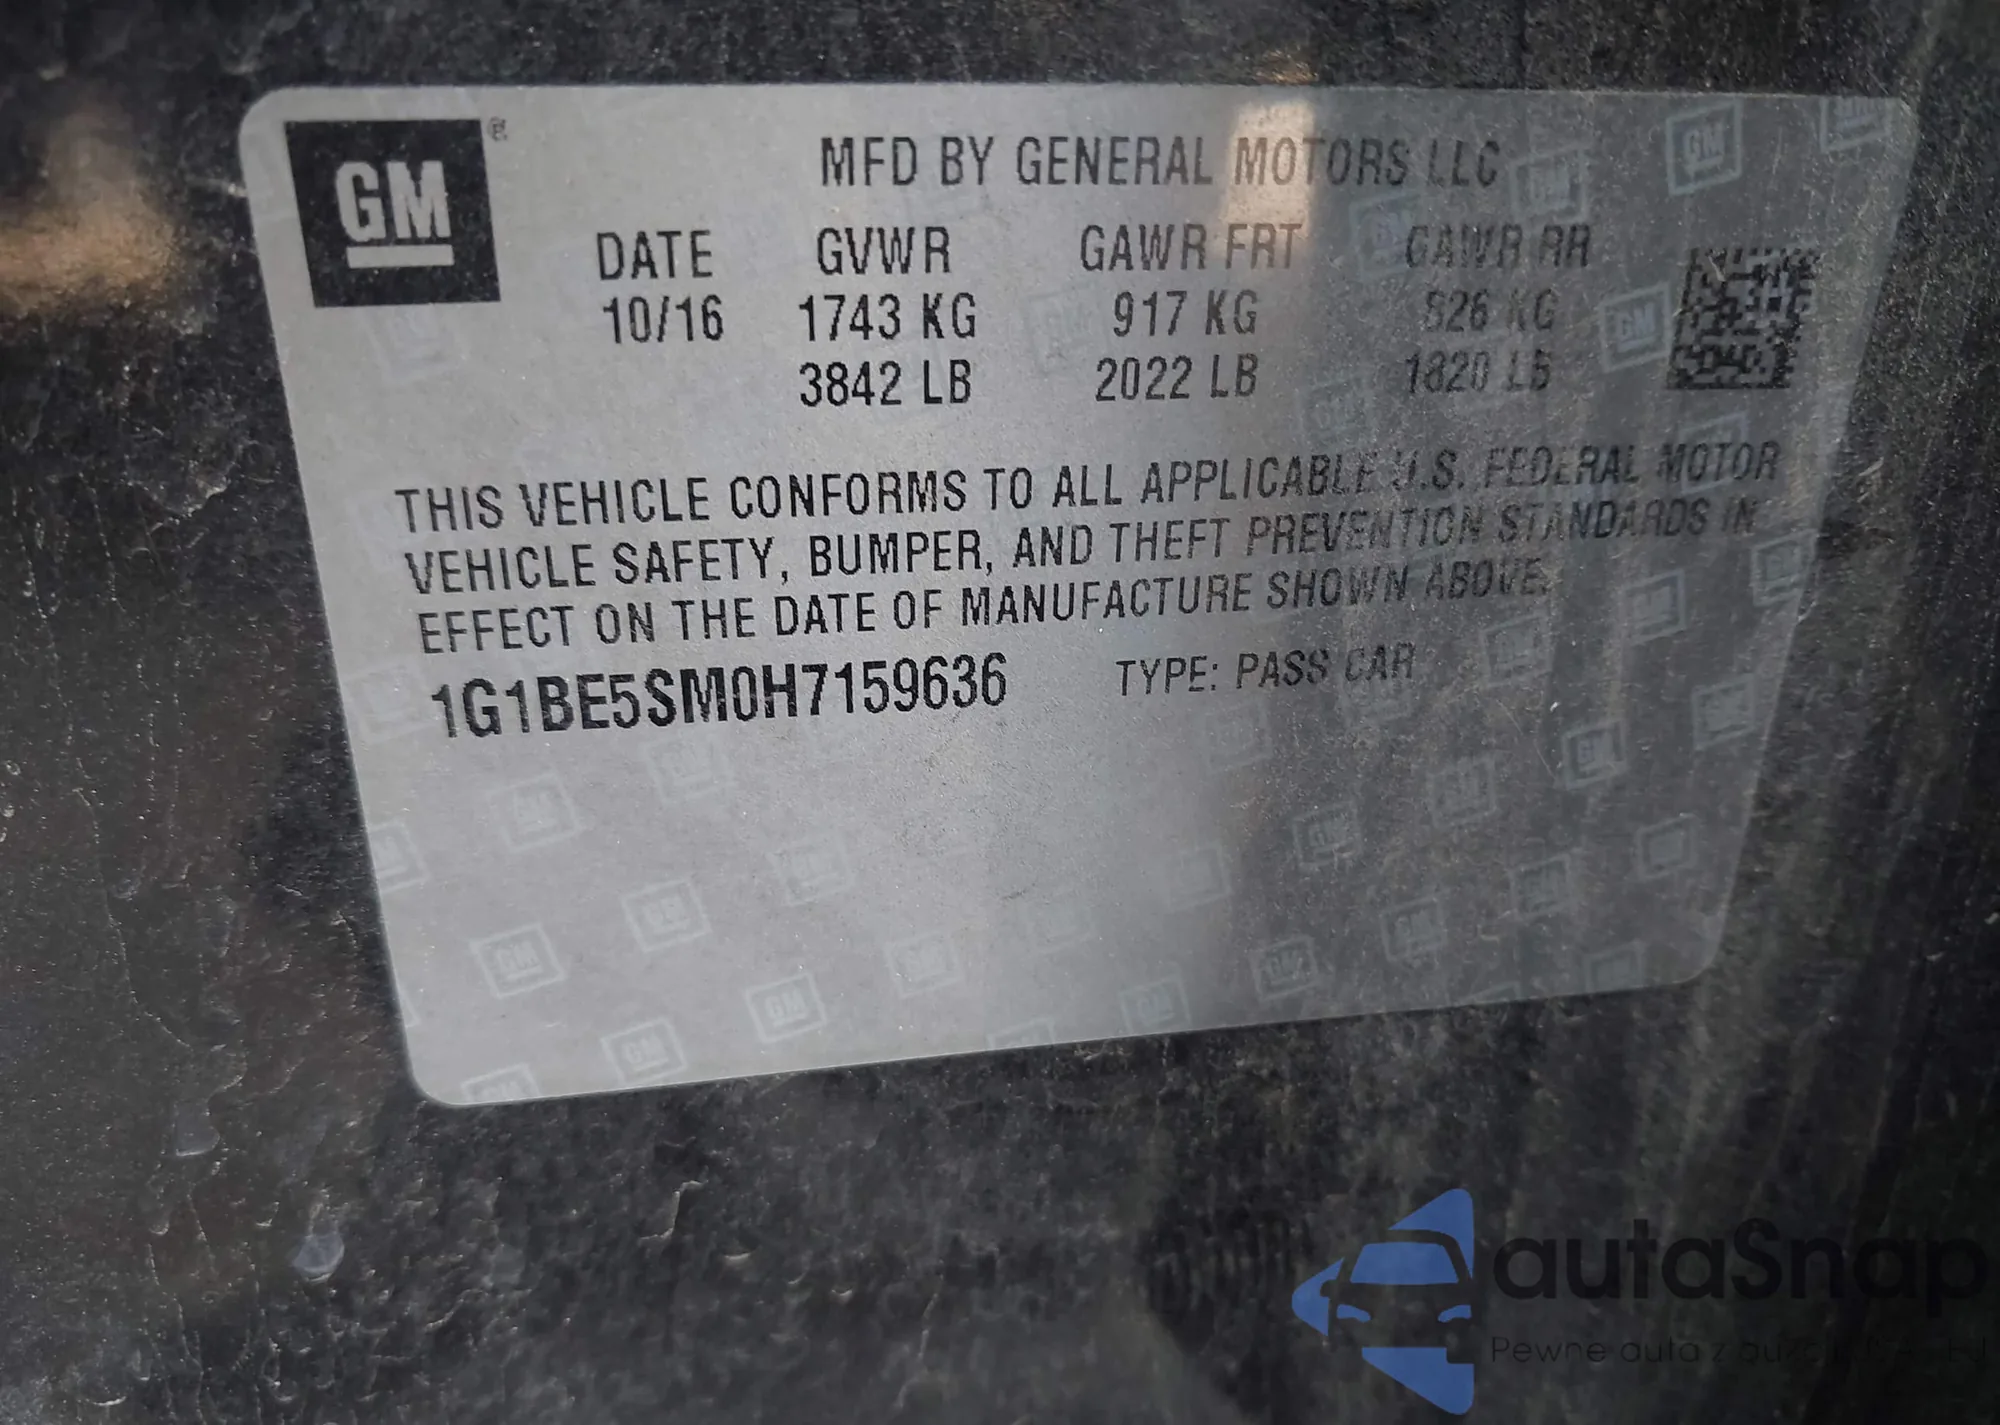 GM ®
MFD BY GENERAL MOTORS LLC
DATE GVWR GAWR FRT GAWR RR
10/16 1743 KG 917 KG 826 KG
3842 LB 2022 LB 1820 LB
THIS VEHICLE CONFORMS TO ALL APPLICABLE U.S. FEDERAL MOTOR
VEHICLE SAFETY, BUMPER, AND THEFT PREVENTION STANDARDS IN
EFFECT ON THE DATE OF MANUFACTURE SHOWN ABOVE.
1G1BE5SM0H7159636 TYPE: PASS CAR
autaSnap
Pewne auta z